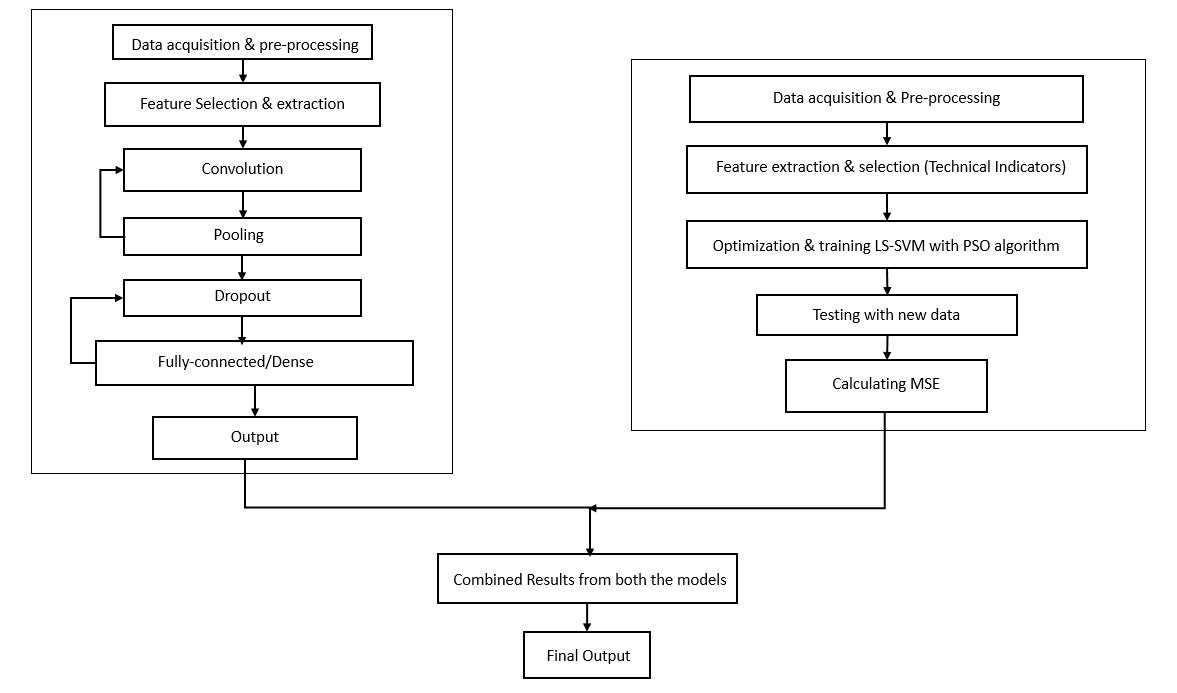 Data acquisition & pre-processing
Feature Selection & extraction
Convolution
Pooling
Dropout
Fully-connected/Dense
Output
Data acquisition & Pre-processing
Feature extraction & selection (Technical Indicators)
Optimization & training LS-SVM with PSO algorithm
Testing with new data
Calculating MSE
Combined Results from both the models
Final Output